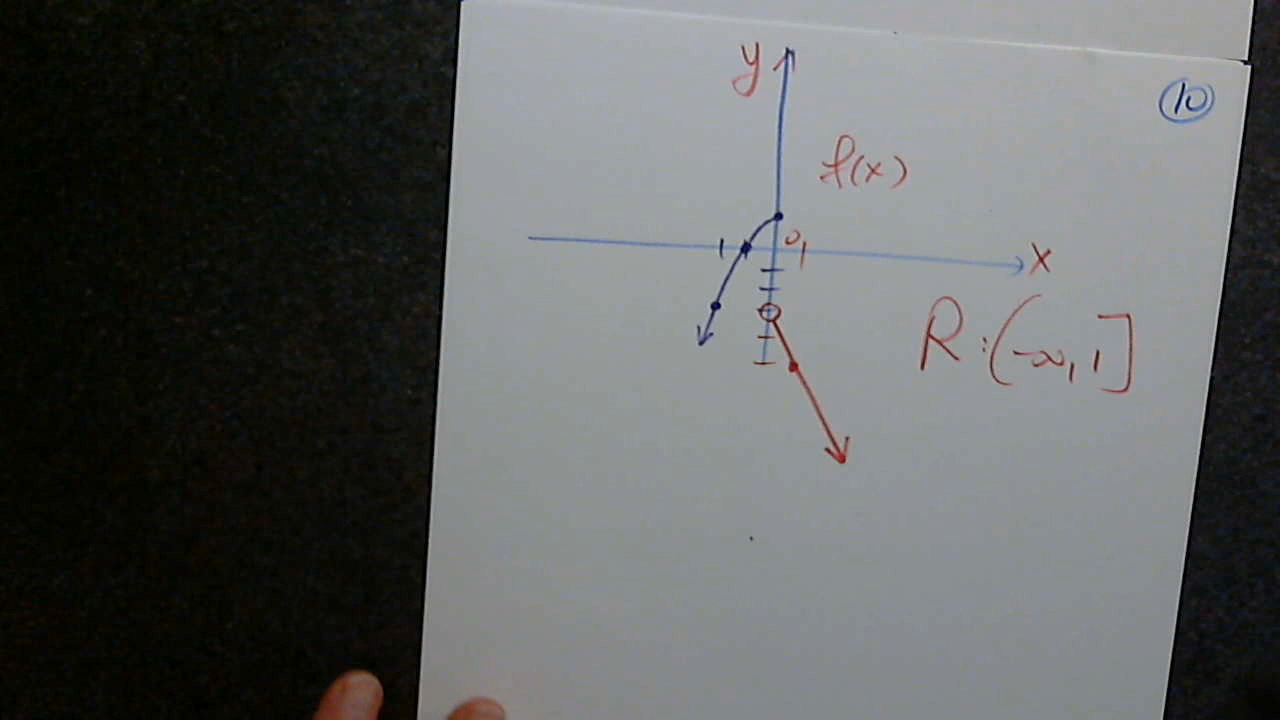 y
10
f(x)
1 0 1
x
R:(-∞,1]